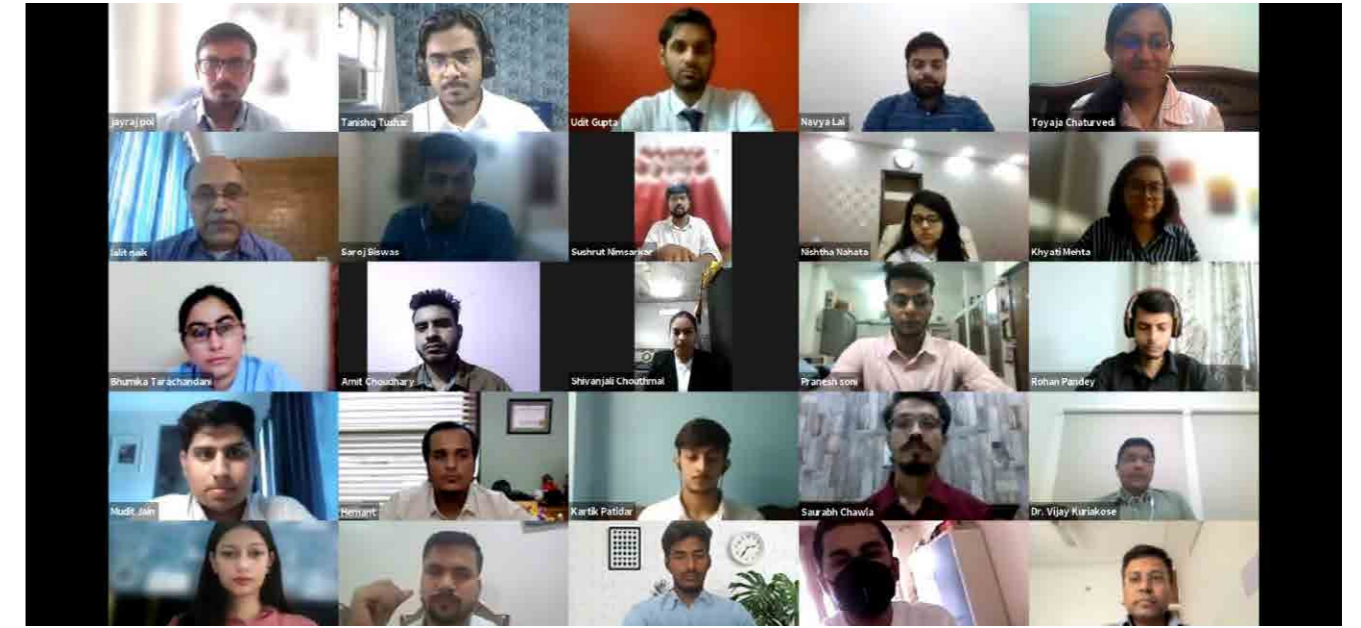 jayraj pol
Tanishq Tushar
Udit Gupta
Navya Lal
Toyaja Chaturvedi
lalit naik
Saroj Biswas
Sushrut Nimsarkar
Nishtha Nahata
Khyati Mehta
Bhumika Tarachandani
Amit Choudhary
Shivanjali Chouthmal
Pranesh soni
Rohan Pandey
Mudit Jain
Hemant
Kartik Patidar
Saurabh Chawla
Dr. Vijay Kuriakose